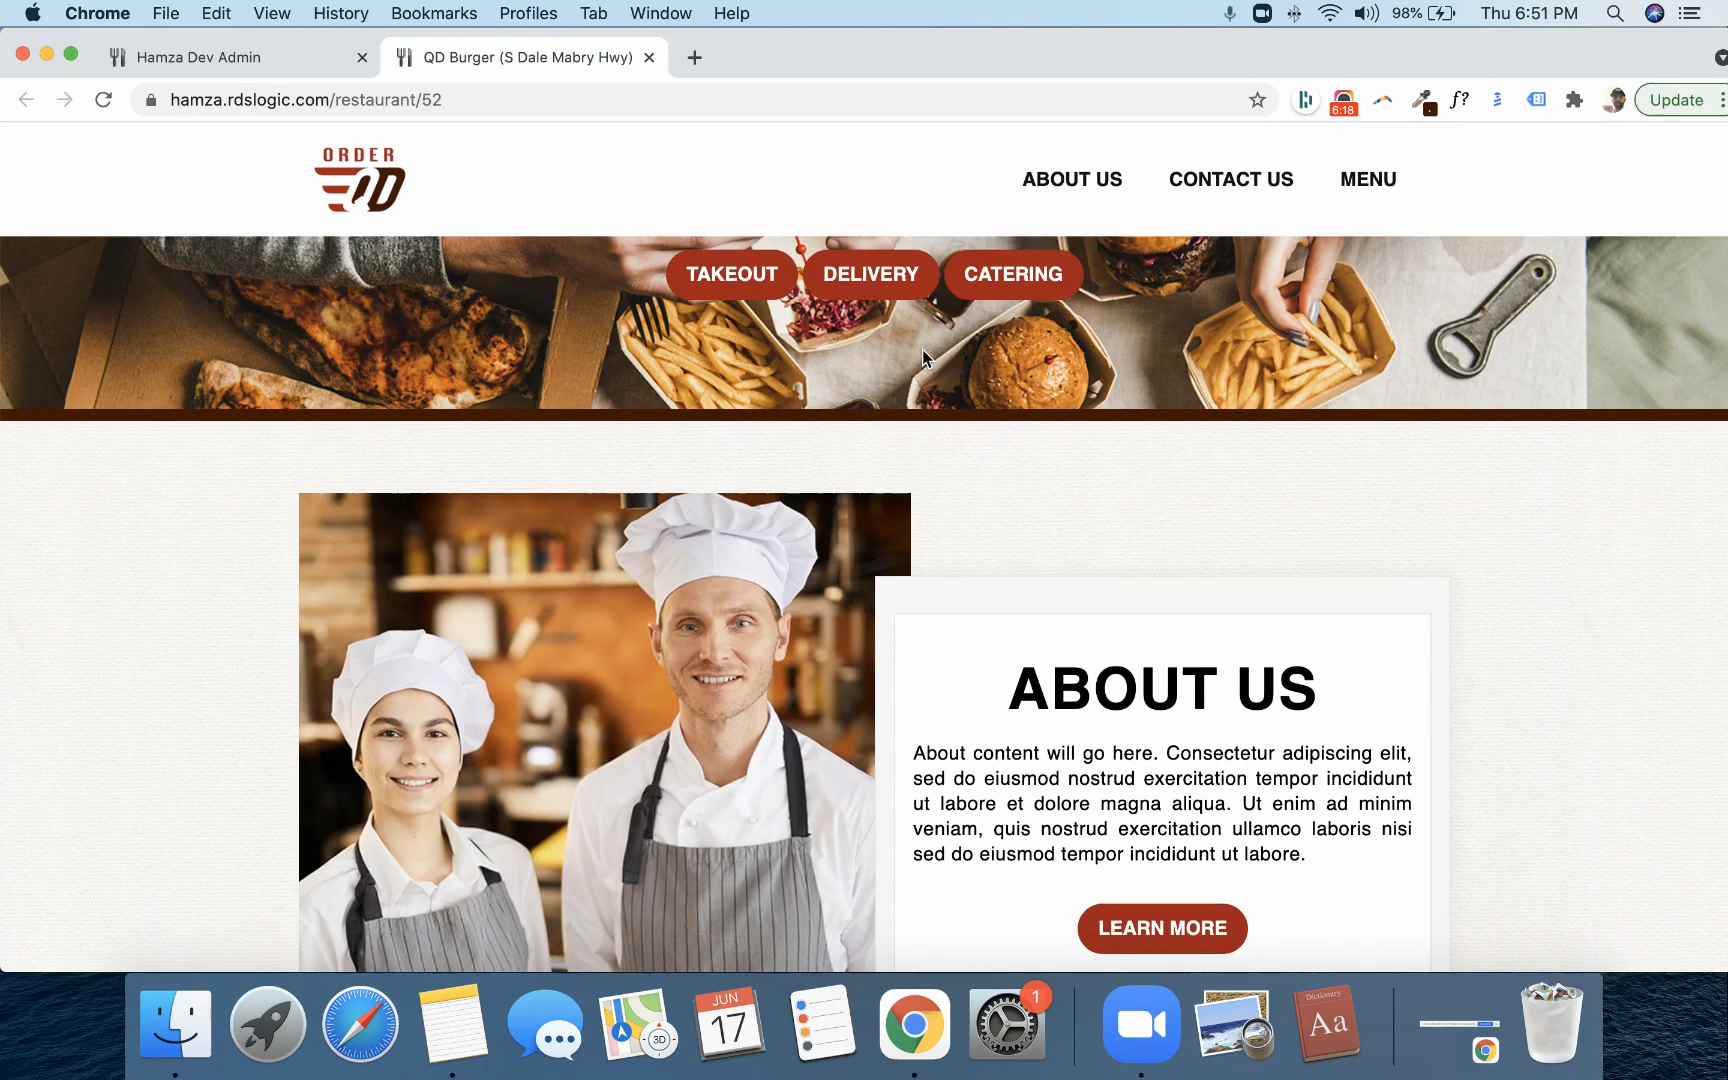 Chrome File Edit View History Bookmarks Profiles Tab Window Help 98% Thu 6:51 PM
Hamza Dev Admin QD Burger (S Dale Mabry Hwy)
hamza.rdslogic.com/restaurant/52 6:18 f? Update
ORDER
QD
ABOUT US CONTACT US MENU
TAKEOUT DELIVERY CATERING
ABOUT US
About content will go here. Consectetur adipiscing elit,
sed do eiusmod nostrud exercitation tempor incididunt
ut labore et dolore magna aliqua. Ut enim ad minim
veniam, quis nostrud exercitation ullamco laboris nisi
sed do eiusmod tempor incididunt ut labore.
LEARN MORE
JUN
17
3D
1
Dictionary
Aa